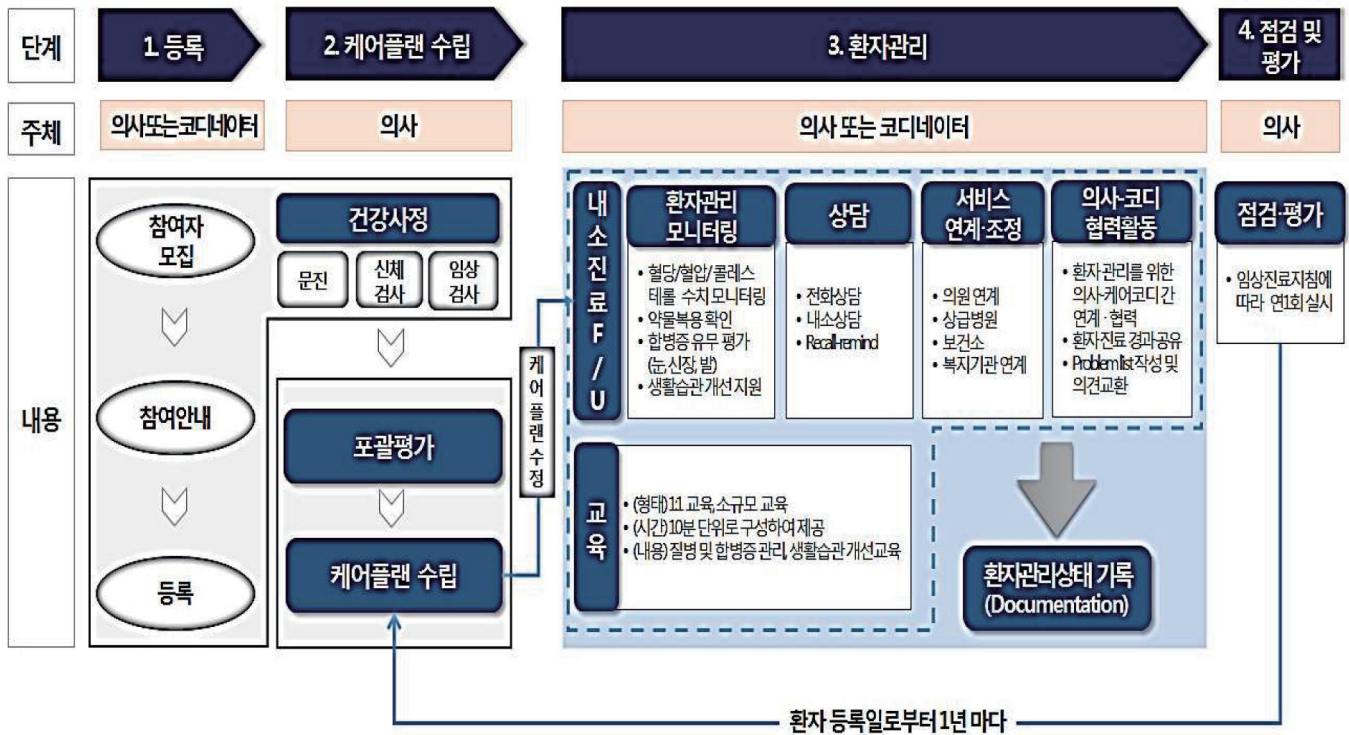 단계
1. 등록
2. 케어플랜 수립
3. 환자관리
4. 점검 및
평가
주체
의사또는코디네이터
의사
의사 또는 코디네이터
의사
내용
참여자
모집
참여안내
등록
건강사정
문진
신체
검사
임상
검사
포괄평가
케어플랜 수립
케어플랜수정
내소진료F/U
환자관리
모니터링
• 혈당/혈압/콜레스
테롤 수치 모니터링
• 약물복용 확인
• 합병증 유무 평가
(눈, 신장, 발)
• 생활습관 개선 지원
상담
• 전화상담
• 내소상담
• Recall-remind
서비스
연계·조정
• 의원 연계
• 상급병원
• 보건소
• 복지기관 연계
의사-코디
협력활동
• 환자 관리를 위한
의사-케어코디 간
연계·협력
• 환자 진료 경과공유
• Problem list 작성 및
의견교환
교육
• (형태) 1:1 교육, 소규모 교육
• (시간) 10분 단위로 구성하여 제공
• (내용) 질병 및 합병증 관리, 생활습관 개선교육
환자관리상태 기록
(Documentation)
점검·평가
• 임상진료지침에
따라 연1회 실시
환자 등록일로부터 1년 마다